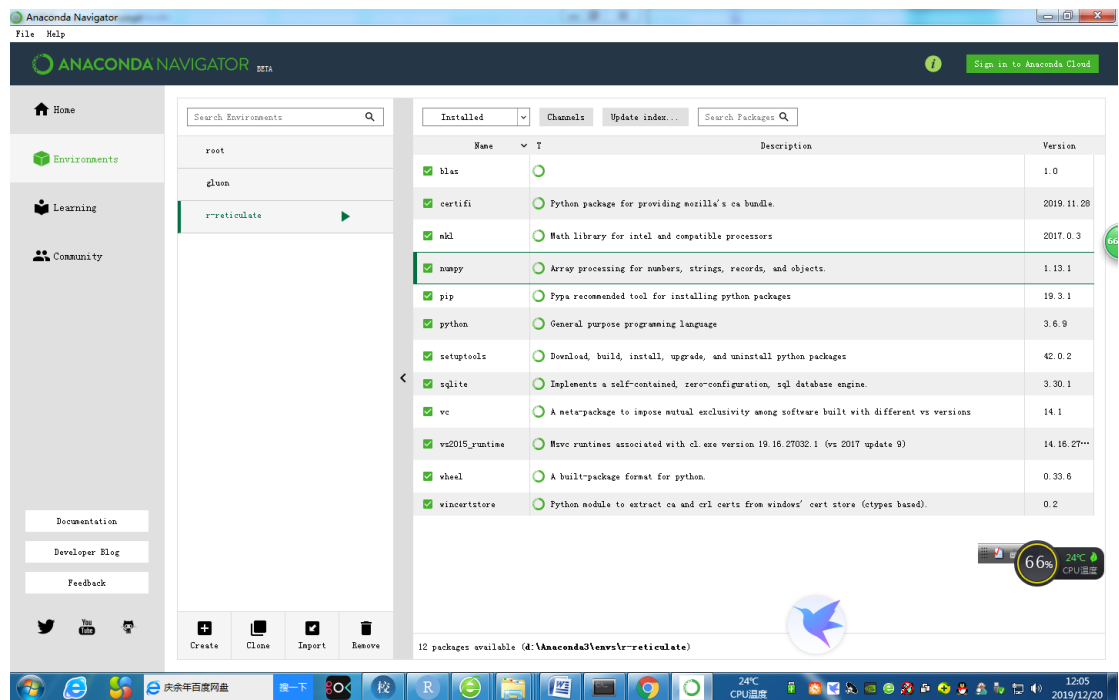 Anaconda Navigator
File Help
ANACONDA NAVIGATOR BETA
Sign in to Anaconda Cloud
Home
Environments
Learning
Community
Documentation
Developer Blog
Feedback
You Tube
Search Environments
root
gluon
r-reticulate
Create Clone Import Remove
Installed Channels Update index... Search Packages
Name T Description Version
blas 1.0
certifi Python package for providing mozilla's ca bundle. 2019.11.28
mkl Math library for intel and compatible processors 2017.0.3
numpy Array processing for numbers, strings, records, and objects. 1.13.1
pip Pypa recommended tool for installing python packages 19.3.1
python General purpose programming language 3.6.9
setuptools Download, build, install, upgrade, and uninstall python packages 42.0.2
sqlite Implements a self-contained, zero-configuration, sql database engine. 3.30.1
vc A meta-package to impose mutual exclusivity among software built with different vs versions 14.1
vs2015_runtime Msvc runtimes associated with cl.exe version 19.16.27032.1 (vs 2017 update 9) 14.16.27…
wheel A built-package format for python. 0.33.6
wincertstore Python module to extract ca and crl certs from windows' cert store (ctypes based). 0.2
66
66% 24℃
CPU温度
12 packages available (d:\Anaconda3\envs\r-reticulate)
庆余年百度网盘 搜一下 校 R 24℃
CPU温度
12:05